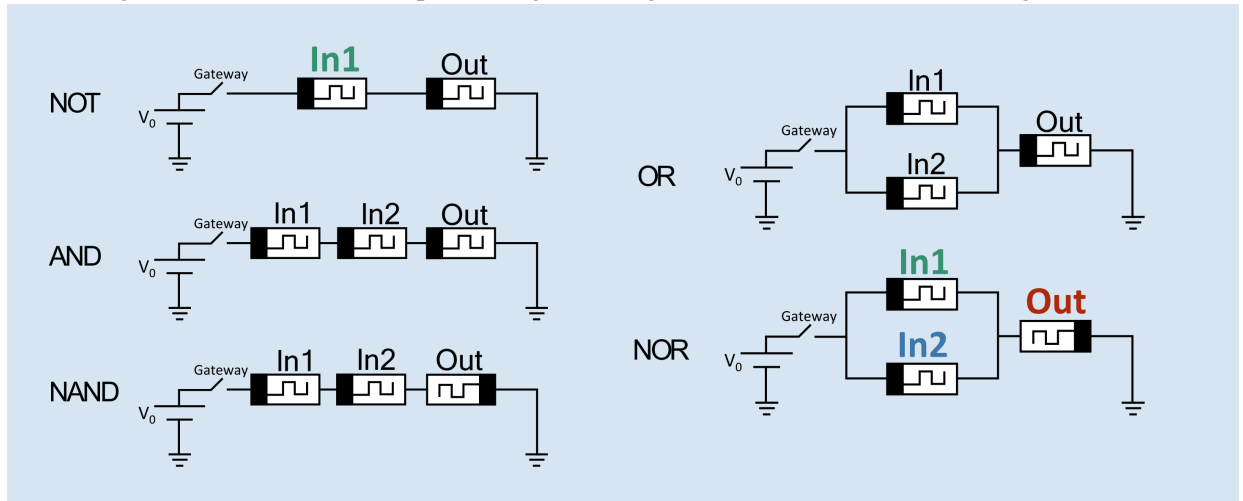 NOT
V0
Gateway
In1
Out
AND
V0
Gateway
In1
In2
Out
NAND
V0
Gateway
In1
In2
Out
OR
V0
Gateway
In1
In2
Out
NOR
V0
Gateway
In1
In2
Out